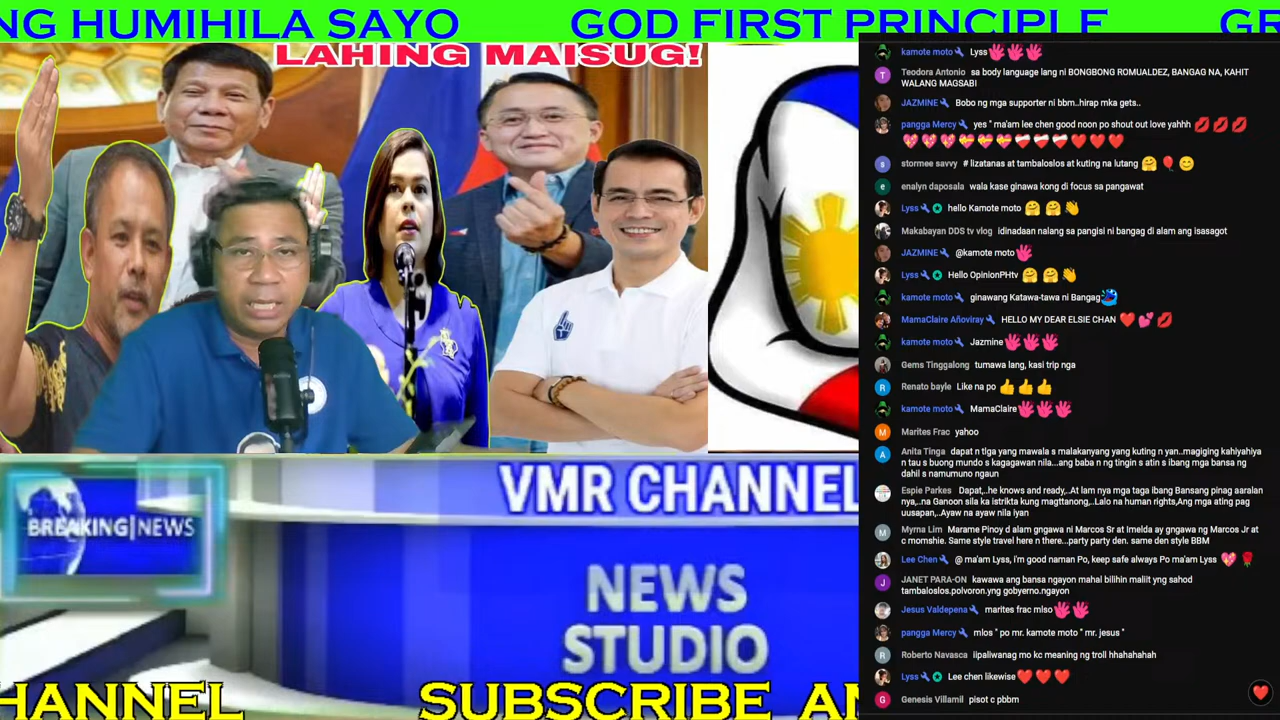 NG HUMIHILA SAYO GOD FIRST PRINCIPLE GR
LAHING MAISUG!
BREAKING|NEWS
VMR CHANNEL
NEWS
STUDIO
HANNEL SUBSCRIBE AN
kamote moto Lyss
Teodora Antonio sa body language lang ni BONGBONG ROMUALDEZ, BANGAG NA, KAHIT
WALANG MAGSABI
JAZMINE Bobo ng mga supporter ni bbm..hirap mka gets..
pangga Mercy yes " ma'am lee chen good noon po shout out love yahhh 💋💋💋
💖💖💖💝💝💝❤️‍🩹❤️‍🩹❤️‍🩹❤️❤️❤️
stormee savvy # lizatanas at tambaloslos at kuting na lutang 🤗🎈😊
enalyn daposala wala kase ginawa kong di focus sa pangawat
Lyss hello Kamote moto 🤗🤗👋
Makabayan DDS tv vlog idinadaan nalang sa pangisi ni bangag di alam ang isasagot
JAZMINE @kamote moto
Lyss Hello OpinionPHtv 🤗🤗👋
kamote moto ginawang Katawa-tawa ni Bangag
MamaClaire Añoviray HELLO MY DEAR ELSIE CHAN ❤️💕💋
kamote moto Jazmine
Gems Tinggalong tumawa lang, kasi trip nga
Renato bayle Like na po 👍👍👍
kamote moto MamaClaire
Marites Frac yahoo
Anita Tinga dapat n tlga yang mawala s malakanyang yang kuting n yan..magiging kahiyahiya
n tau s buong mundo s kagagawan nila...ang baba n ng tingin s atin s ibang mga bansa ng
dahil s namumuno ngaun
Espie Parkes Dapat,..he knows and ready,..At lam nya mga taga ibang Bansang pinag aaralan
nya,..na Ganoon sila ka istrikta kung magttanong,..Lalo na human rights,Ang mga ating pag
uusapan,..Ayaw na ayaw nila iyan
Myrna Lim Marame Pinoy d alam gngawa ni Marcos Sr at Imelda ay gngawa ng Marcos Jr at
c momshie. Same style travel here n there...party party den. same den style BBM
Lee Chen @ ma'am Lyss, i'm good naman Po, keep safe always Po ma'am Lyss 💖🌹
JANET PARA-ON kawawa ang bansa ngayon mahal bilihin maliit yng sahod
tambaloslos.polvoron.yng gobyerno.ngayon
Jesus Valdepena marites frac mlso
pangga Mercy mlos " po mr. kamote moto " mr. jesus "
Roberto Navasca iipaliwanag mo kc meaning ng troll hhahahahah
Lyss Lee chen likewise❤️❤️❤️
Genesis Villamil pisot c pbbm